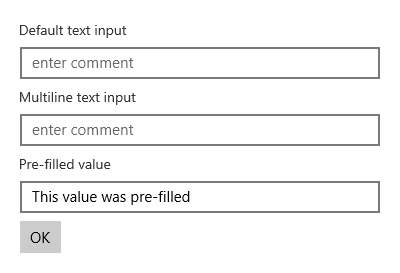 Default text input
enter comment
Multiline text input
enter comment
Pre-filled value
This value was pre-filled
OK